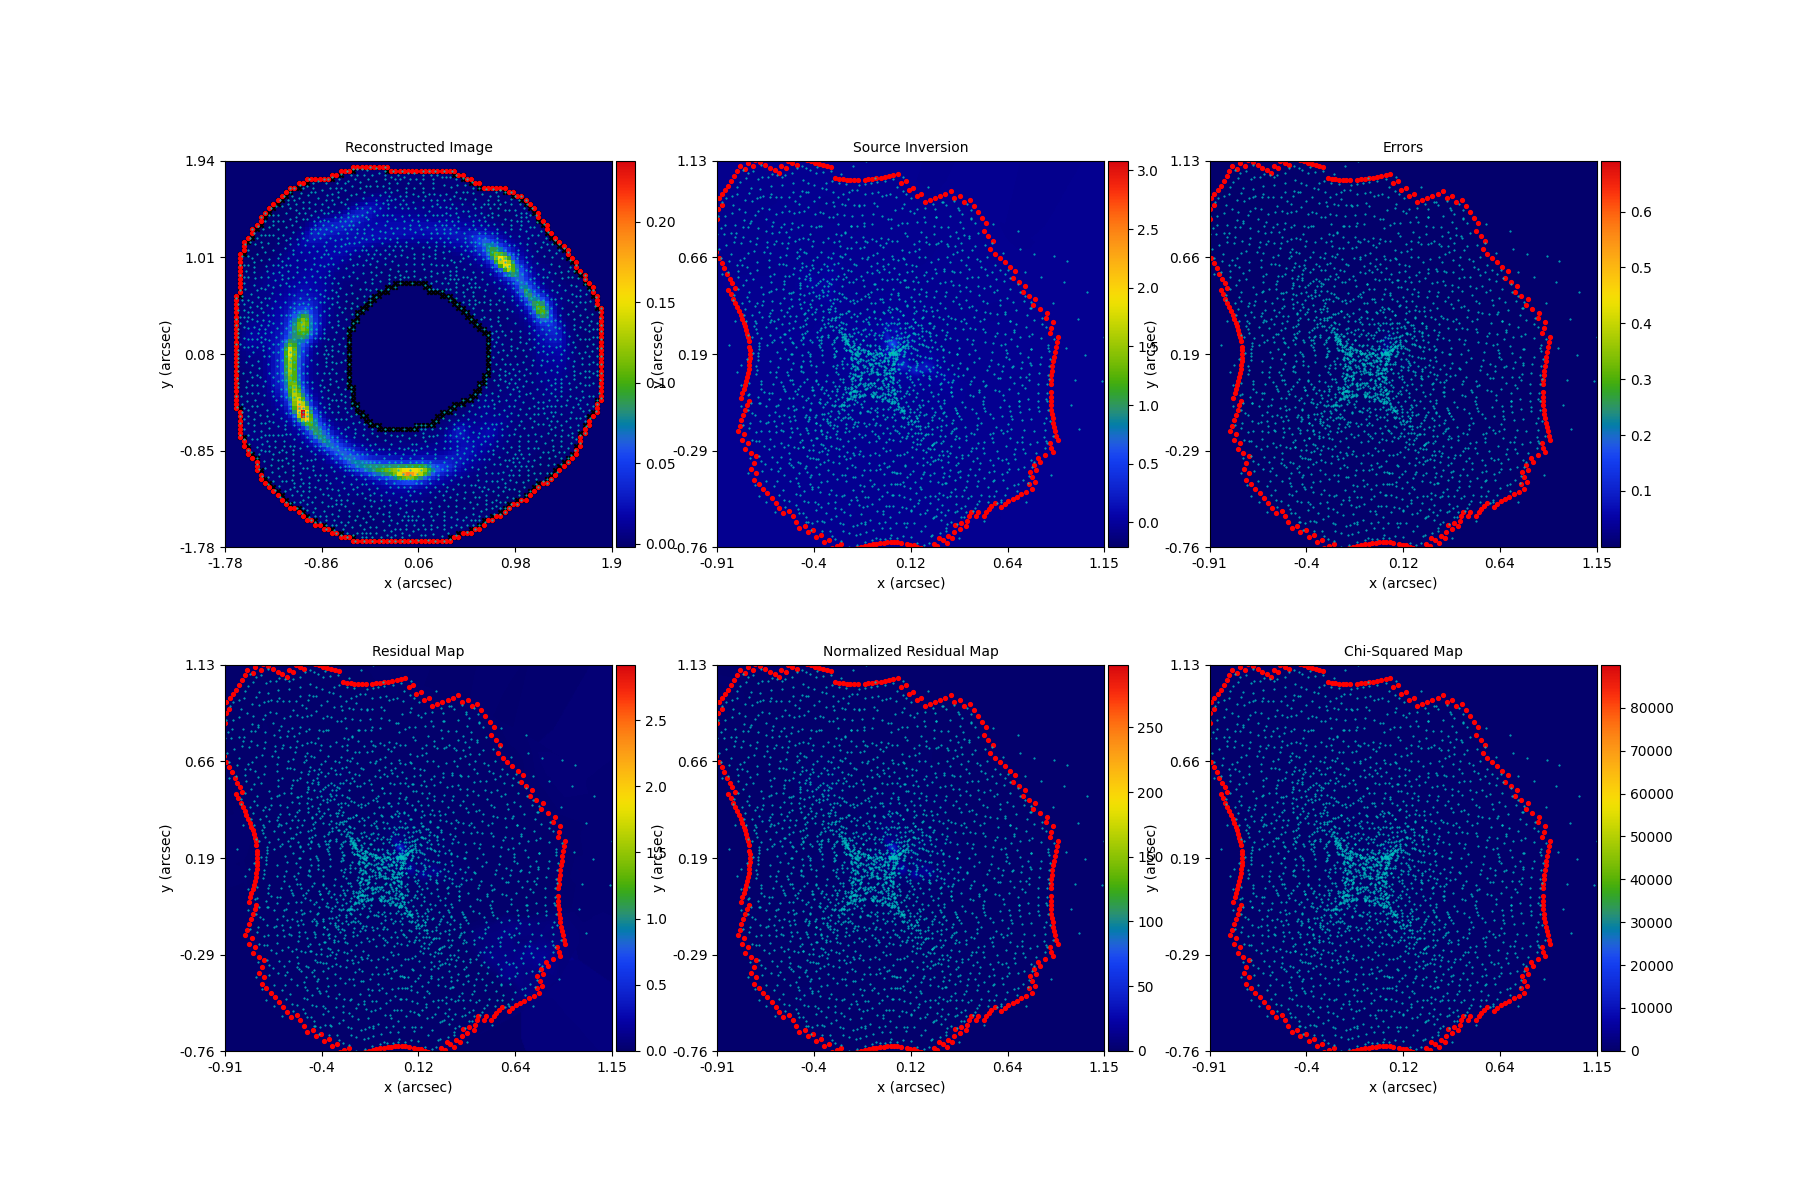 Reconstructed Image
1.94
1.01
0.08
-0.85
-1.78
y (arcsec)
-1.78 -0.86 0.06 0.98 1.9
x (arcsec)
0.20
0.15
0.10
0.05
0.00
Source Inversion
1.13
0.66
0.19
-0.29
-0.76
y (arcsec)
-0.91 -0.4 0.12 0.64 1.15
x (arcsec)
3.0
2.5
2.0
1.5
1.0
0.5
0.0
Errors
1.13
0.66
0.19
-0.29
-0.76
y (arcsec)
-0.91 -0.4 0.12 0.64 1.15
x (arcsec)
0.6
0.5
0.4
0.3
0.2
0.1
Residual Map
1.13
0.66
0.19
-0.29
-0.76
y (arcsec)
-0.91 -0.4 0.12 0.64 1.15
x (arcsec)
2.5
2.0
1.5
1.0
0.5
0.0
Normalized Residual Map
1.13
0.66
0.19
-0.29
-0.76
y (arcsec)
-0.91 -0.4 0.12 0.64 1.15
x (arcsec)
250
200
150
100
50
0
Chi-Squared Map
1.13
0.66
0.19
-0.29
-0.76
y (arcsec)
-0.91 -0.4 0.12 0.64 1.15
x (arcsec)
80000
70000
60000
50000
40000
30000
20000
10000
0